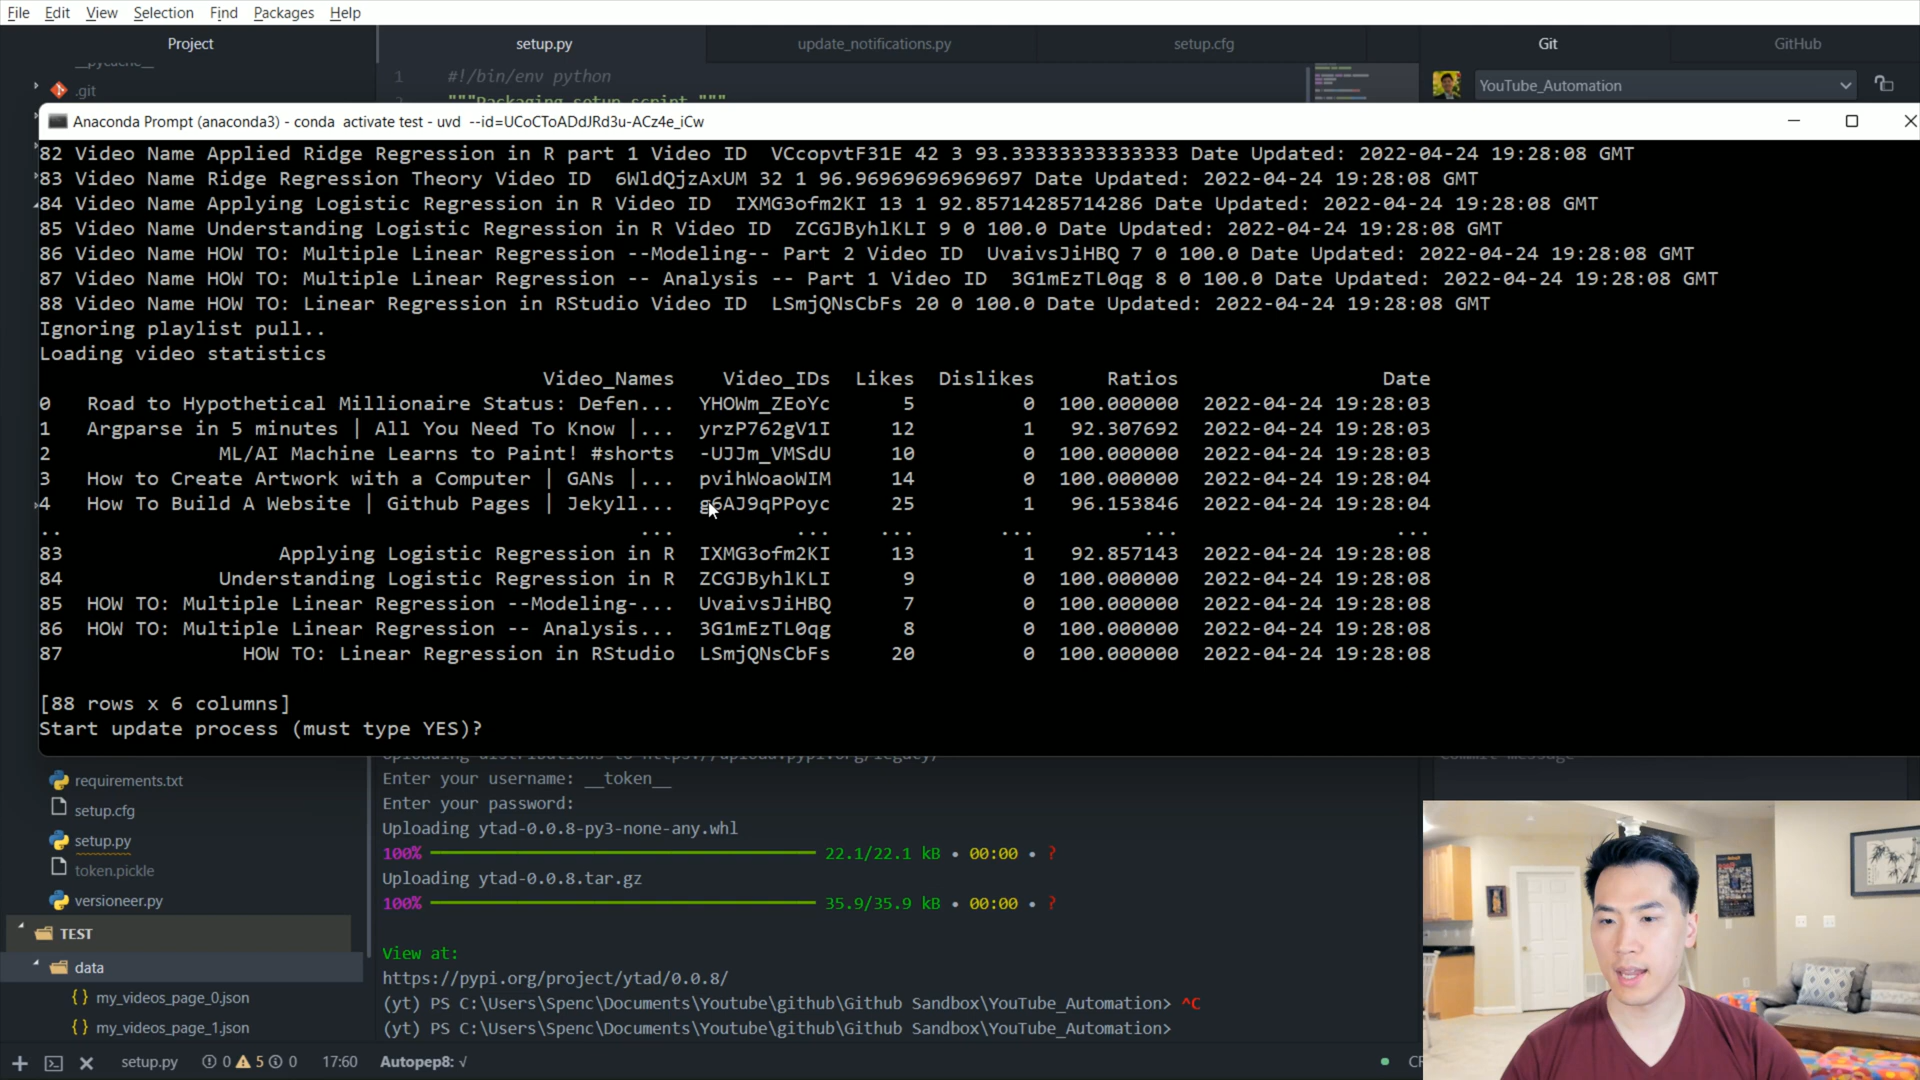 File Edit View Selection Find Packages Help
Project setup.py update_notifications.py setup.cfg Git GitHub
__pycache__
.git
1 #!/bin/env python
"""Packaging setup script."""
YouTube_Automation
Anaconda Prompt (anaconda3) - conda activate test - uvd --id=UCoCToADdJRd3u-ACz4e_iCw
82 Video Name Applied Ridge Regression in R part 1 Video ID VCcopvtF31E 42 3 93.33333333333333 Date Updated: 2022-04-24 19:28:08 GMT
83 Video Name Ridge Regression Theory Video ID 6WldQjzAxUM 32 1 96.96969696969697 Date Updated: 2022-04-24 19:28:08 GMT
84 Video Name Applying Logistic Regression in R Video ID IXMG3ofm2KI 13 1 92.85714285714286 Date Updated: 2022-04-24 19:28:08 GMT
85 Video Name Understanding Logistic Regression in R Video ID ZCGJByhlKLI 9 0 100.0 Date Updated: 2022-04-24 19:28:08 GMT
86 Video Name HOW TO: Multiple Linear Regression --Modeling-- Part 2 Video ID UvaivsJiHBQ 7 0 100.0 Date Updated: 2022-04-24 19:28:08 GMT
87 Video Name HOW TO: Multiple Linear Regression -- Analysis -- Part 1 Video ID 3G1mEzTL0qg 8 0 100.0 Date Updated: 2022-04-24 19:28:08 GMT
88 Video Name HOW TO: Linear Regression in RStudio Video ID LSmjQNsCbFs 20 0 100.0 Date Updated: 2022-04-24 19:28:08 GMT
Ignoring playlist pull..
Loading video statistics
Video_Names Video_IDs Likes Dislikes Ratios Date
0 Road to Hypothetical Millionaire Status: Defen... YHOWm_ZEoYc 5 0 100.000000 2022-04-24 19:28:03
1 Argparse in 5 minutes | All You Need To Know |... yrzP762gV1I 12 1 92.307692 2022-04-24 19:28:03
2 ML/AI Machine Learns to Paint! #shorts -UJJm_VMSdU 10 0 100.000000 2022-04-24 19:28:03
3 How to Create Artwork with a Computer | GANs |... pvihWoaoWIM 14 0 100.000000 2022-04-24 19:28:04
4 How To Build A Website | Github Pages | Jekyll... g6AJ9qPPoyc 25 1 96.153846 2022-04-24 19:28:04
.. ... ... ... ... ... ...
83 Applying Logistic Regression in R IXMG3ofm2KI 13 1 92.857143 2022-04-24 19:28:08
84 Understanding Logistic Regression in R ZCGJByhlKLI 9 0 100.000000 2022-04-24 19:28:08
85 HOW TO: Multiple Linear Regression --Modeling-... UvaivsJiHBQ 7 0 100.000000 2022-04-24 19:28:08
86 HOW TO: Multiple Linear Regression -- Analysis... 3G1mEzTL0qg 8 0 100.000000 2022-04-24 19:28:08
87 HOW TO: Linear Regression in RStudio LSmjQNsCbFs 20 0 100.000000 2022-04-24 19:28:08
[88 rows x 6 columns]
Start update process (must type YES)?
Uploading distributions to https://upload.pypi.org/legacy/
Commit message
requirements.txt
setup.cfg
setup.py
token.pickle
versioneer.py
TEST
data
my_videos_page_0.json
my_videos_page_1.json
Enter your username: __token__
Enter your password:
Uploading ytad-0.0.8-py3-none-any.whl
100% 22.1/22.1 kB • 00:00 • ?
Uploading ytad-0.0.8.tar.gz
100% 35.9/35.9 kB • 00:00 • ?
View at:
https://pypi.org/project/ytad/0.0.8/
(yt) PS C:\Users\Spenc\Documents\Youtube\github\Github Sandbox\YouTube_Automation> ^C
(yt) PS C:\Users\Spenc\Documents\Youtube\github\Github Sandbox\YouTube_Automation>
setup.py 0 5 0 17:60 Autopep8: √